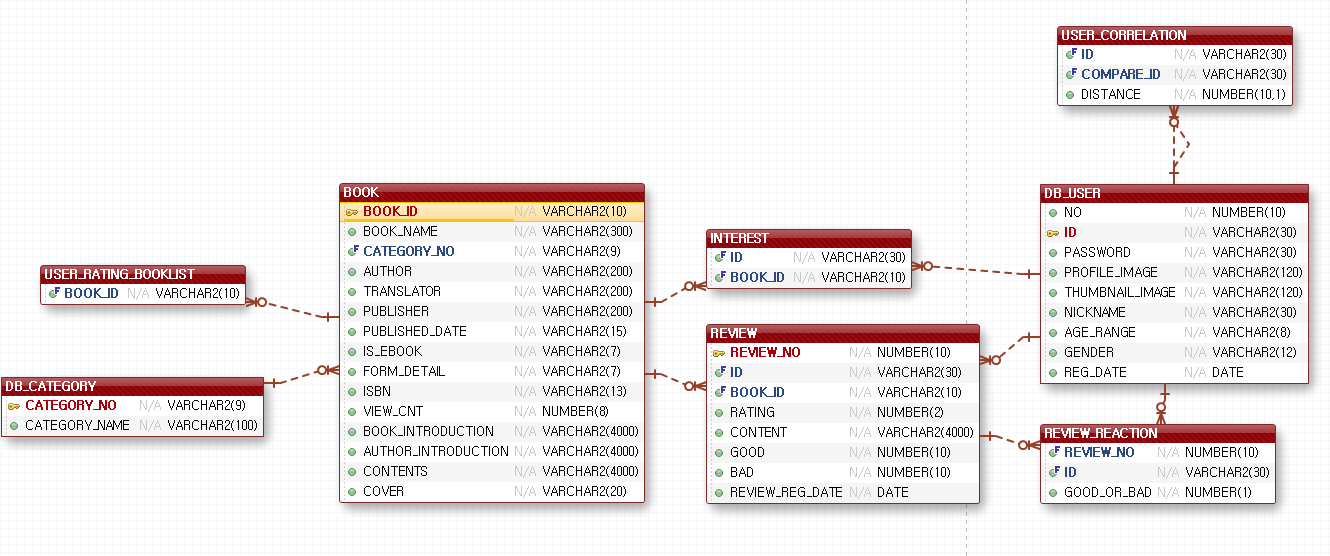 USER_CORRELATION
ID N/A VARCHAR2(30)
COMPARE_ID N/A VARCHAR2(30)
DISTANCE N/A NUMBER(10,1)
BOOK
BOOK_ID N/A VARCHAR2(10)
BOOK_NAME N/A VARCHAR2(300)
CATEGORY_NO N/A VARCHAR2(9)
AUTHOR N/A VARCHAR2(200)
TRANSLATOR N/A VARCHAR2(200)
PUBLISHER N/A VARCHAR2(200)
PUBLISHED_DATE N/A VARCHAR2(15)
IS_EBOOK N/A VARCHAR2(7)
FORM_DETAIL N/A VARCHAR2(7)
ISBN N/A VARCHAR2(13)
VIEW_CNT N/A NUMBER(8)
BOOK_INTRODUCTION N/A VARCHAR2(4000)
AUTHOR_INTRODUCTION N/A VARCHAR2(4000)
CONTENTS N/A VARCHAR2(4000)
COVER N/A VARCHAR2(20)
DB_USER
NO N/A NUMBER(10)
ID N/A VARCHAR2(30)
PASSWORD N/A VARCHAR2(30)
PROFILE_IMAGE N/A VARCHAR2(120)
THUMBNAIL_IMAGE N/A VARCHAR2(120)
NICKNAME N/A VARCHAR2(30)
AGE_RANGE N/A VARCHAR2(8)
GENDER N/A VARCHAR2(12)
REG_DATE N/A DATE
INTEREST
ID N/A VARCHAR2(30)
BOOK_ID N/A VARCHAR2(10)
USER_RATING_BOOKLIST
BOOK_ID N/A VARCHAR2(10)
REVIEW
REVIEW_NO N/A NUMBER(10)
ID N/A VARCHAR2(30)
BOOK_ID N/A VARCHAR2(10)
RATING N/A NUMBER(2)
CONTENT N/A VARCHAR2(4000)
GOOD N/A NUMBER(10)
BAD N/A NUMBER(10)
REVIEW_REG_DATE N/A DATE
DB_CATEGORY
CATEGORY_NO N/A VARCHAR2(9)
CATEGORY_NAME N/A VARCHAR2(100)
REVIEW_REACTION
REVIEW_NO N/A NUMBER(10)
ID N/A VARCHAR2(30)
GOOD_OR_BAD N/A NUMBER(1)